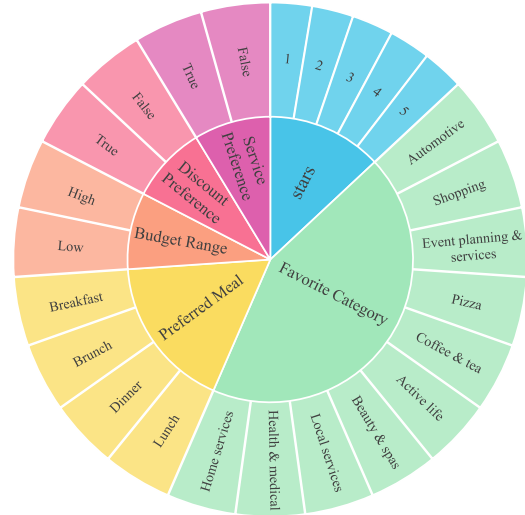 stars
1
2
3
4
5
Favorite Category
Automotive
Shopping
Event planning &
services
Pizza
Coffee & tea
Active life
Beauty & spas
Local services
Health & medical
Home services
Preferred Meal
Lunch
Dinner
Brunch
Breakfast
Budget Range
Low
High
Discount
Preference
True
False
Service
Preference
True
False